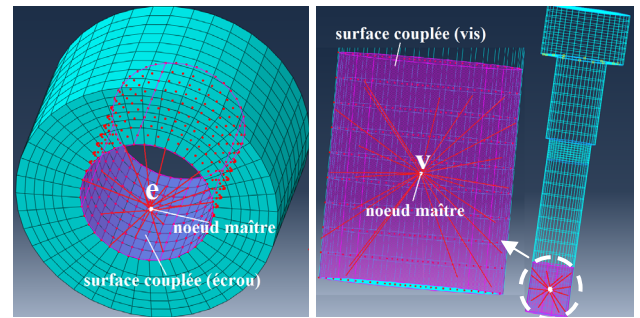 e
noeud maître
surface couplée (écrou)
surface couplée (vis)
v
noeud maître